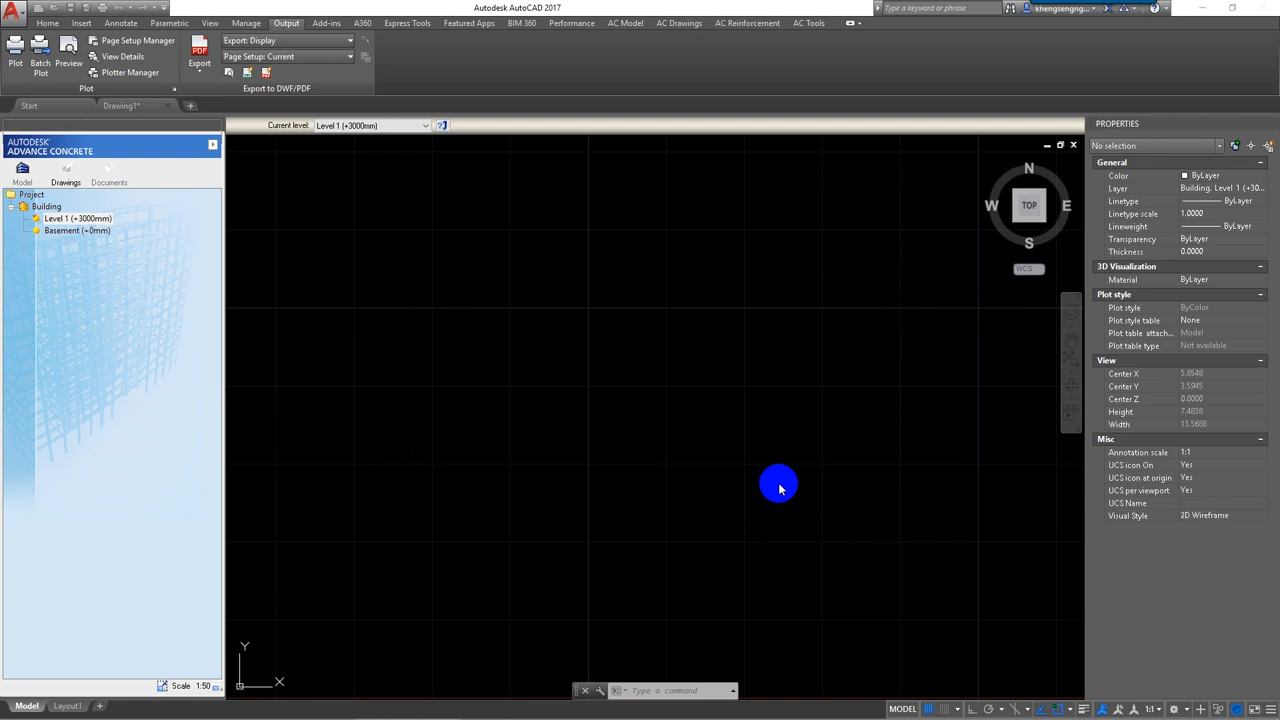 Autodesk AutoCAD 2017
Type a keyword or phrase
khengsengng...
Home Insert Annotate Parametric View Manage Output Add-ins A360 Express Tools Featured Apps BIM 360 Performance AC Model AC Drawings AC Reinforcement AC Tools
Plot
Batch Plot
Preview
Page Setup Manager
View Details
Plotter Manager
Export
Export: Display
Page Setup: Current
Plot
Export to DWF/PDF
Start
Drawing1*
Current level: Level 1 (+3000mm)
AUTODESK
ADVANCE CONCRETE
Model Drawings Documents
Project
Building
Level 1 (+3000mm)
Basement (+0mm)
Scale 1:50
N
W TOP E
S
WCS
Y
X
Type a command
PROPERTIES
No selection
General
Color ByLayer
Layer Building. Level 1 (+30...
Linetype ByLayer
Linetype scale 1.0000
Lineweight ByLayer
Transparency ByLayer
Thickness 0.0000
3D Visualization
Material ByLayer
Plot style
Plot style ByColor
Plot style table None
Plot table attach... Model
Plot table type Not available
View
Center X 5.8548
Center Y 3.5945
Center Z 0.0000
Height 7.4838
Width 13.5688
Misc
Annotation scale 1:1
UCS icon On Yes
UCS icon at origin Yes
UCS per viewport Yes
UCS Name
Visual Style 2D Wireframe
Model Layout1
MODEL 1:1